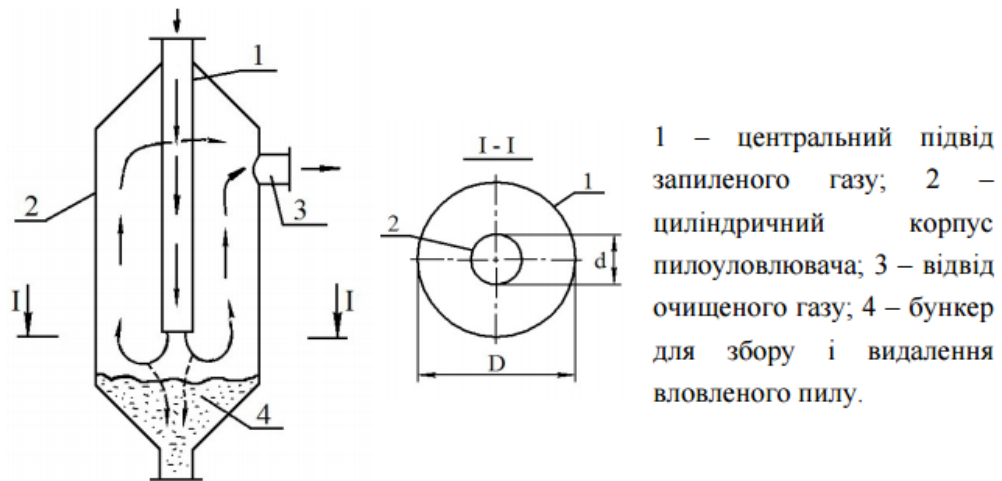 1
2
3
I
I
4
I - I
1
2
d
D
1 – центральний підвід
запиленого газу; 2 –
циліндричний корпус
пилоуловлювача; 3 – відвід
очищеного газу; 4 – бункер
для збору і видалення
вловленого пилу.